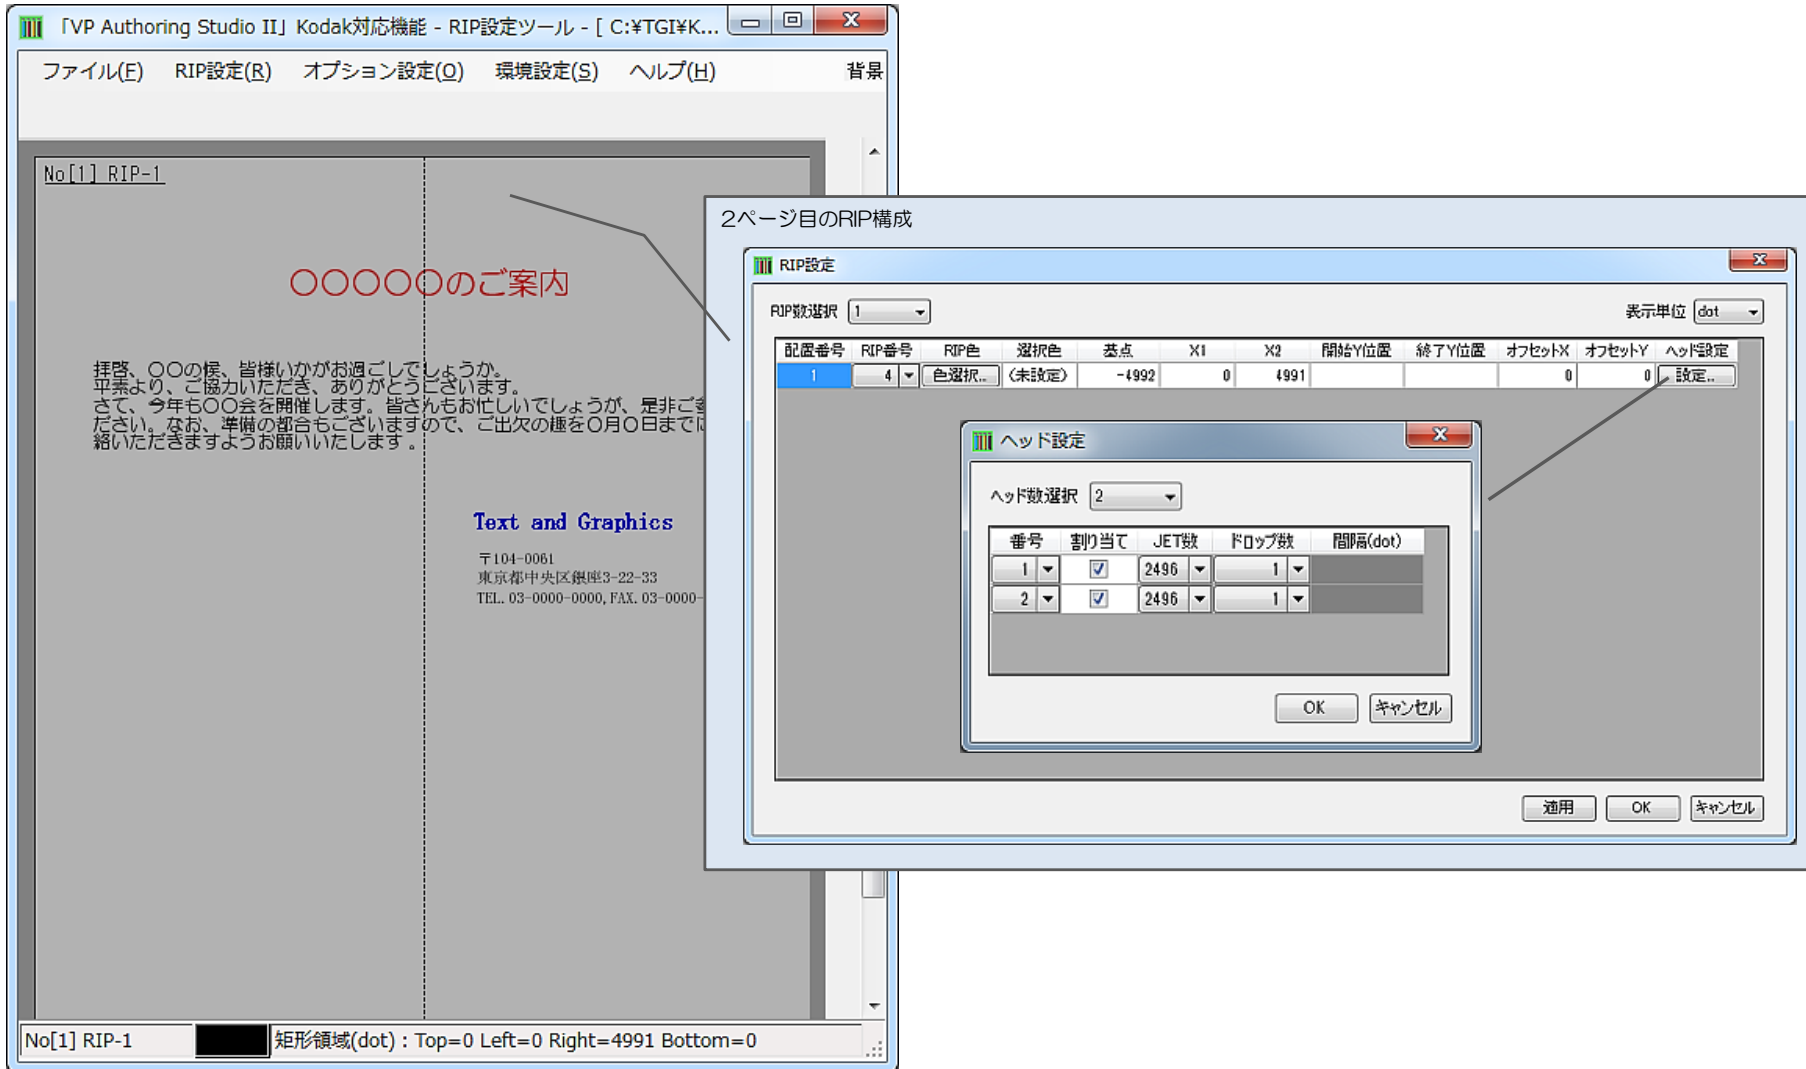 「VP Authoring Studio II」Kodak対応機能 - RIP設定ツール - [ C:¥TGI¥K...
ファイル(F) RIP設定(R) オプション設定(O) 環境設定(S) ヘルプ(H) 背景
No[1] RIP-1
〇〇〇〇〇のご案内
拝啓、〇〇の候、皆様いかがお過ごしでしょうか。
平素より、ご協力いただき、ありがとうございます。
さて、今年も〇〇会を開催します。皆さんもお忙しいでしょうが、是非ご
ださい。なお、準備の都合もございますので、ご出欠の趣を〇月〇日までに
絡いただきますようお願いいたします 。
Text and Graphics
〒104-0061
東京都中央区銀座3-22-33
TEL. 03-0000-0000, FAX. 03-0000-
No[1] RIP-1 矩形領域(dot) : Top=0 Left=0 Right=4991 Bottom=0
2ページ目のRIP構成
RIP設定
RIP数選択 1 表示単位 dot
配置番号 RIP番号 RIP色 選択色 基点 X1 X2 開始Y位置 終了Y位置 オフセットX オフセットY ヘッド設定
1 4 色選択.. (未設定) -4992 0 4991 0 0 設定..
ヘッド設定
ヘッド数選択 2
番号 割り当て JET数 ドロップ数 間隔(dot)
1 2496 1
2 2496 1
OK キャンセル
適用 OK キャンセル